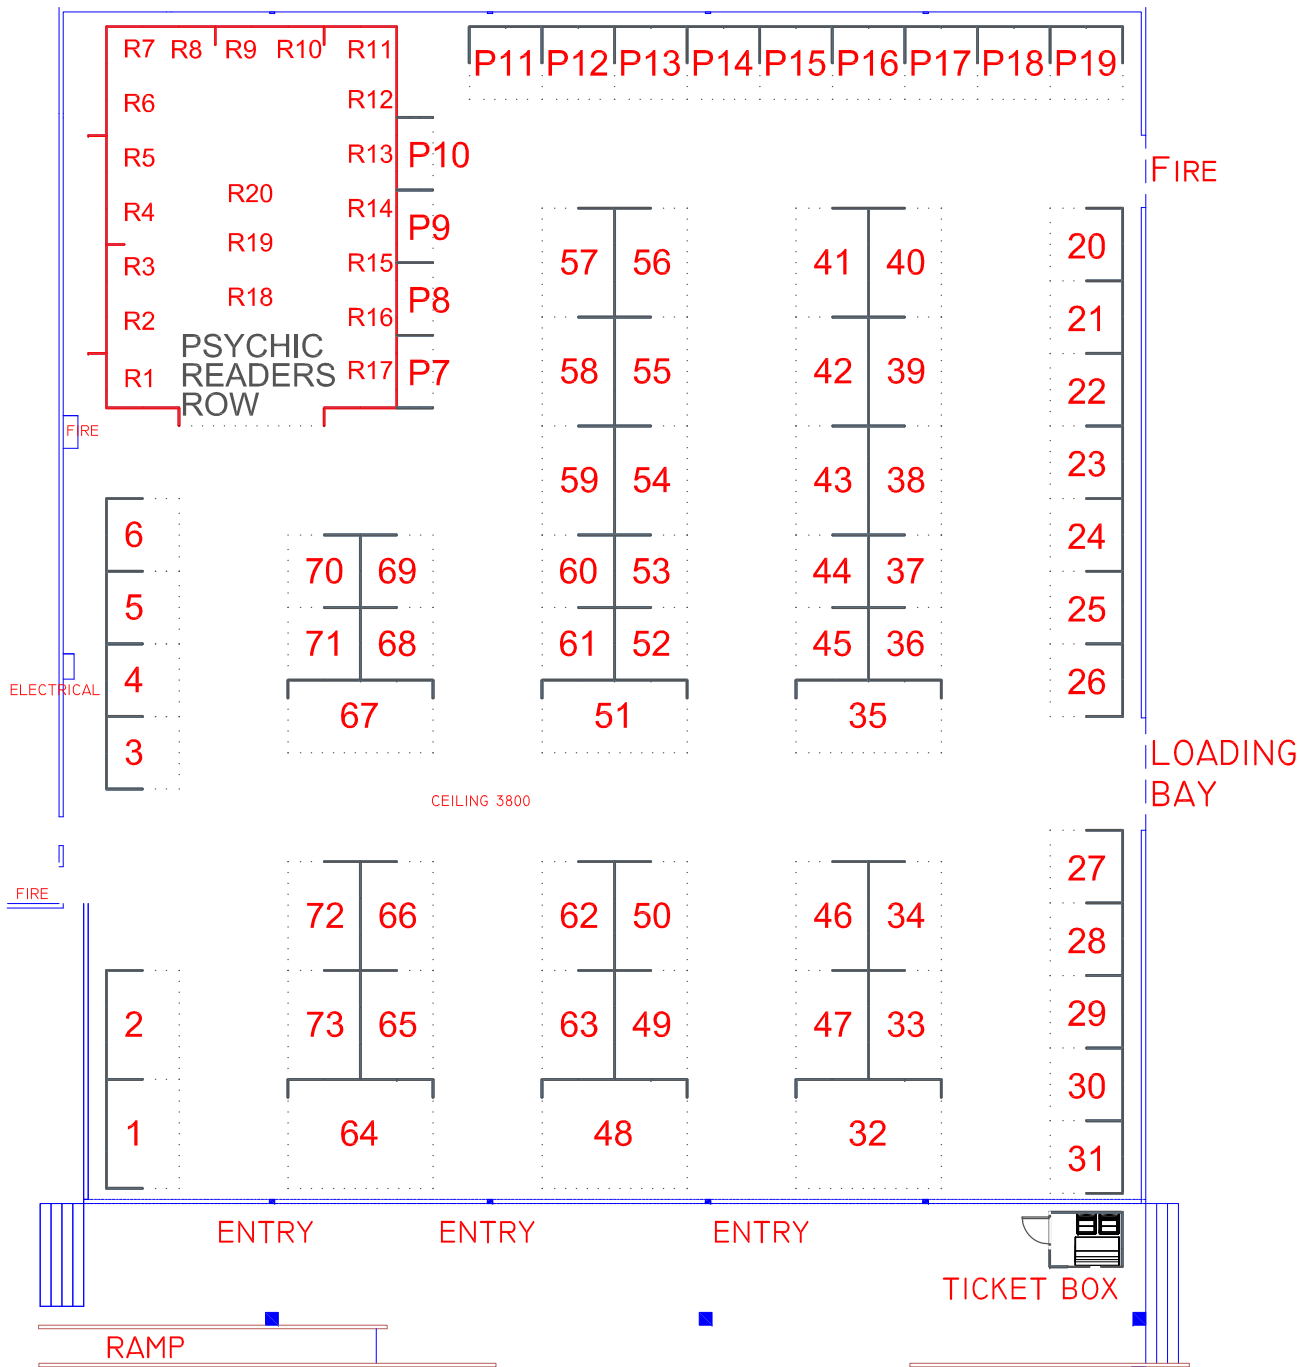 R7 R8 R9 R10 R11
P11 P12 P13 P14 P15 P16 P17 P18 P19
R6 R12
R5 R13 P10
FIRE
R4 R20 R14 P9
R3 R19 R15
R2 R18 R16 P8
PSYCHIC
READERS
ROW
R1 R17 P7
FIRE
57 56 41 40 20
21
58 55 42 39 22
59 54 43 38 23
6 24
70 69 60 53 44 37
5 25
71 68 61 52 45 36
ELECTRICAL 4 26
67 51 35
3
LOADING
BAY
CEILING 3800
FIRE
27
72 66 62 50 46 34
28
2 73 65 63 49 47 33 29
30
1 64 48 32
31
ENTRY ENTRY ENTRY
TICKET BOX
RAMP